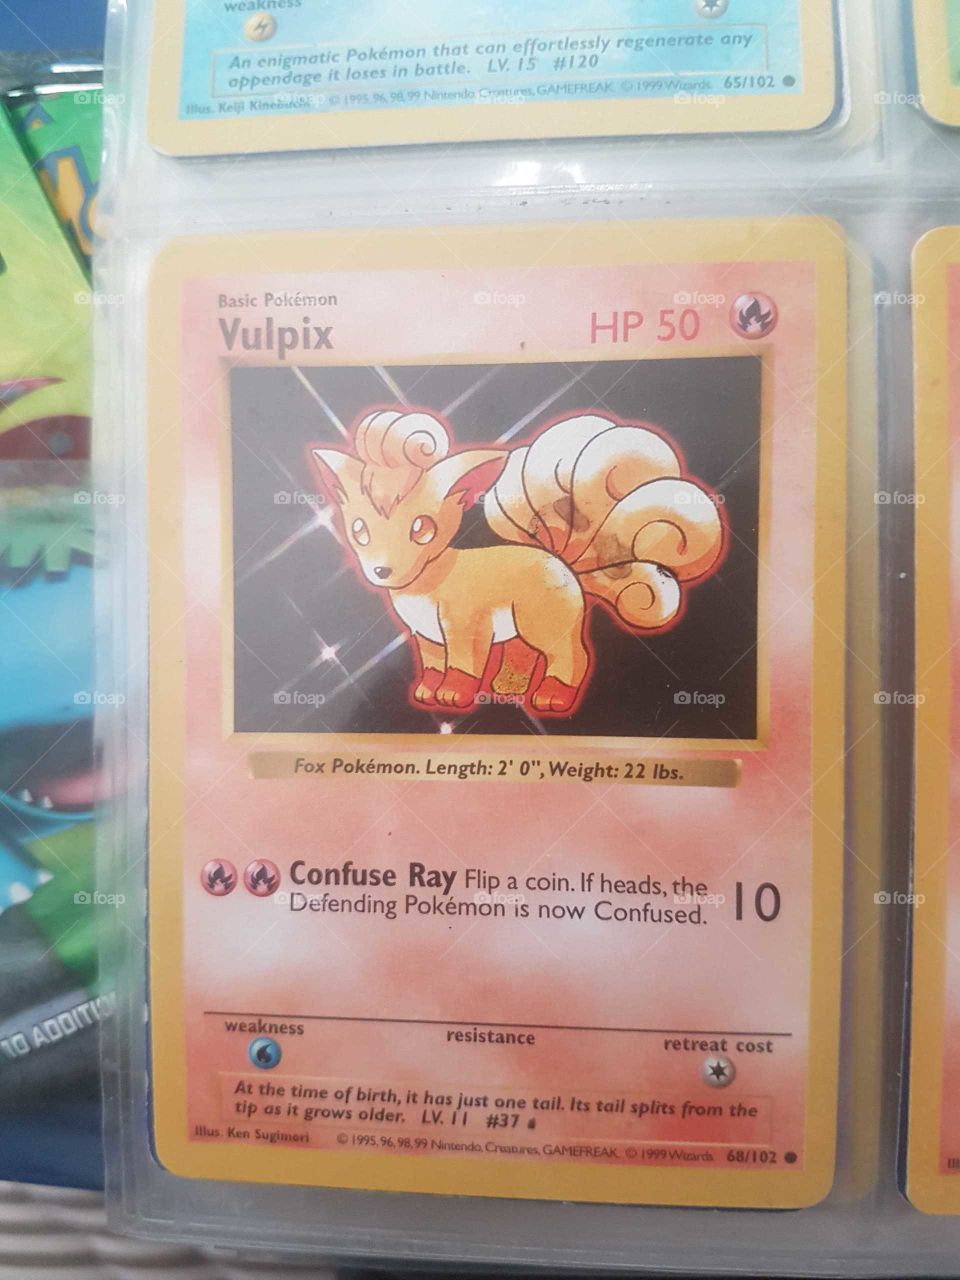 weakness
An enigmatic Pokémon that can effortlessly regenerate any
appendage it loses in battle. LV. 15 #120
Illus. Keiji Kinebuchi © 1995, 96, 98, 99 Nintendo, Creatures, GAMEFREAK. © 1999 Wizards. 65/102
Basic Pokémon
Vulpix
HP 50
Fox Pokémon. Length: 2' 0", Weight: 22 lbs.
Confuse Ray Flip a coin. If heads, the
Defending Pokémon is now Confused.
10
weakness
resistance
retreat cost
At the time of birth, it has just one tail. Its tail splits from the
tip as it grows older. LV. 11 #37
Illus. Ken Sugimori © 1995, 96, 98, 99 Nintendo, Creatures, GAMEFREAK. © 1999 Wizards. 68/102
10 ADDITI
foap